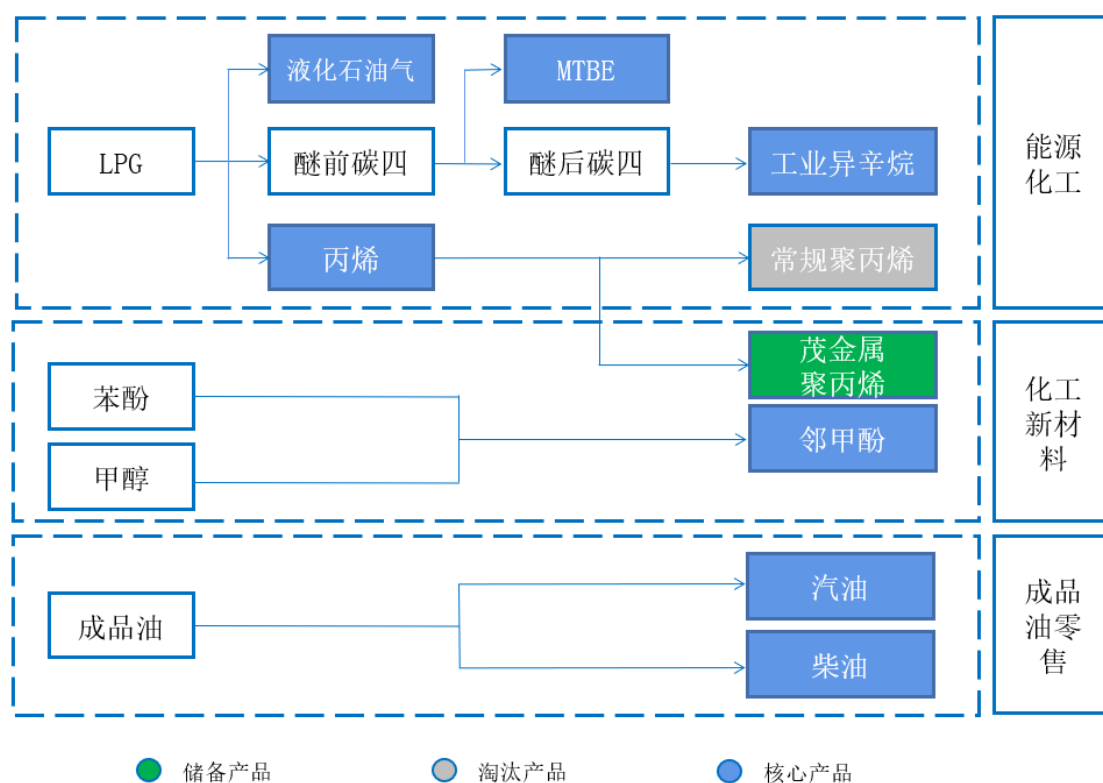 液化石油气
MTBE
LPG
醚前碳四
醚后碳四
工业异辛烷
丙烯
常规聚丙烯
能源
化工
茂金属
聚丙烯
苯酚
邻甲酚
甲醇
化工
新材
料
汽油
成品油
柴油
成品
油零
售
储备产品
淘汰产品
核心产品